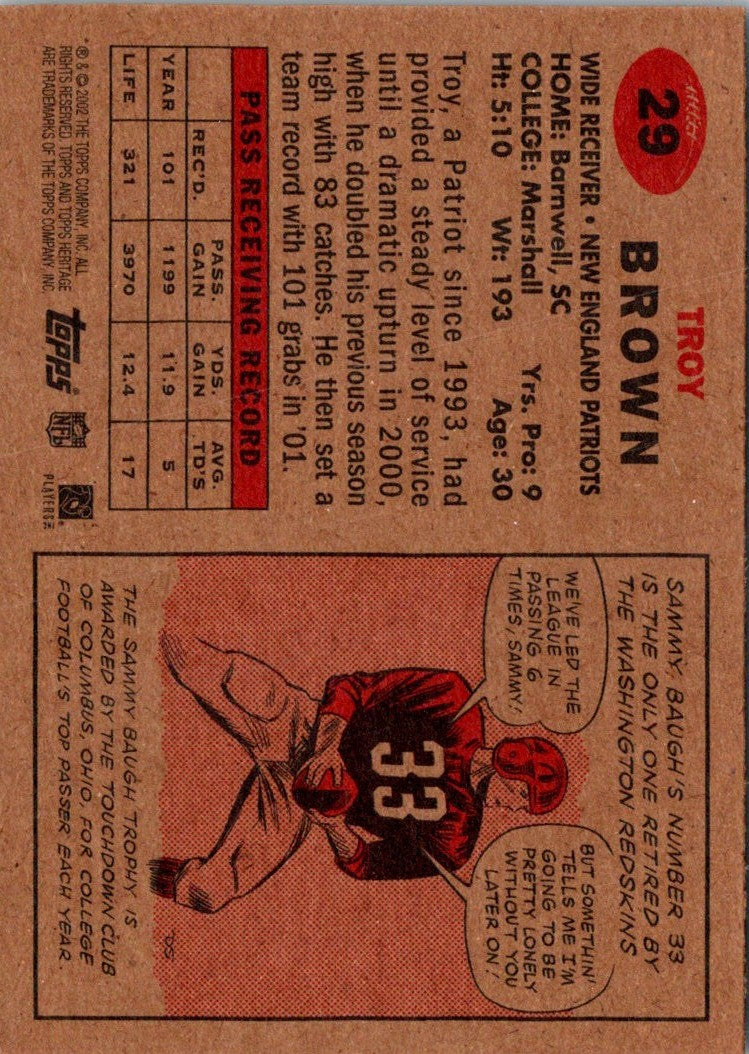 29
TROY
BROWN
WIDE RECEIVER • NEW ENGLAND PATRIOTS
HOME: Barnwell, SC
COLLEGE: Marshall Yrs. Pro: 9
Ht: 5:10 Wt: 193 Age: 30
Troy, a Patriot since 1993, had
provided a steady level of service
until a dramatic upturn in 2000,
when he doubled his previous season
high with 83 catches. He then set a
team record with 101 grabs in '01.
PASS RECEIVING RECORD
REC'D. PASS. GAIN YDS. GAIN AVG. TD'S
YEAR 101 1199 11.9 5
LIFE 321 3970 12.4 17
® & © 2002 THE TOPPS COMPANY, INC. ALL
RIGHTS RESERVED. TOPPS AND TOPPS HERITAGE
ARE TRADEMARKS OF THE TOPPS COMPANY, INC.
topps®
NFL
PLAYERS INC
SAMMY BAUGH'S NUMBER 33
IS THE ONLY ONE RETIRED BY
THE WASHINGTON REDSKINS
WE'VE LED THE
LEAGUE IN
PASSING 6
TIMES, SAMMY!
BUT SOMETHIN'
TELLS ME I'M
GOING TO BE
PRETTY LONELY
WITHOUT YOU
LATER ON!
33
DS
THE SAMMY BAUGH TROPHY IS
AWARDED BY THE TOUCHDOWN CLUB
OF COLUMBUS, OHIO, FOR COLLEGE
FOOTBALL'S TOP PASSER EACH YEAR.